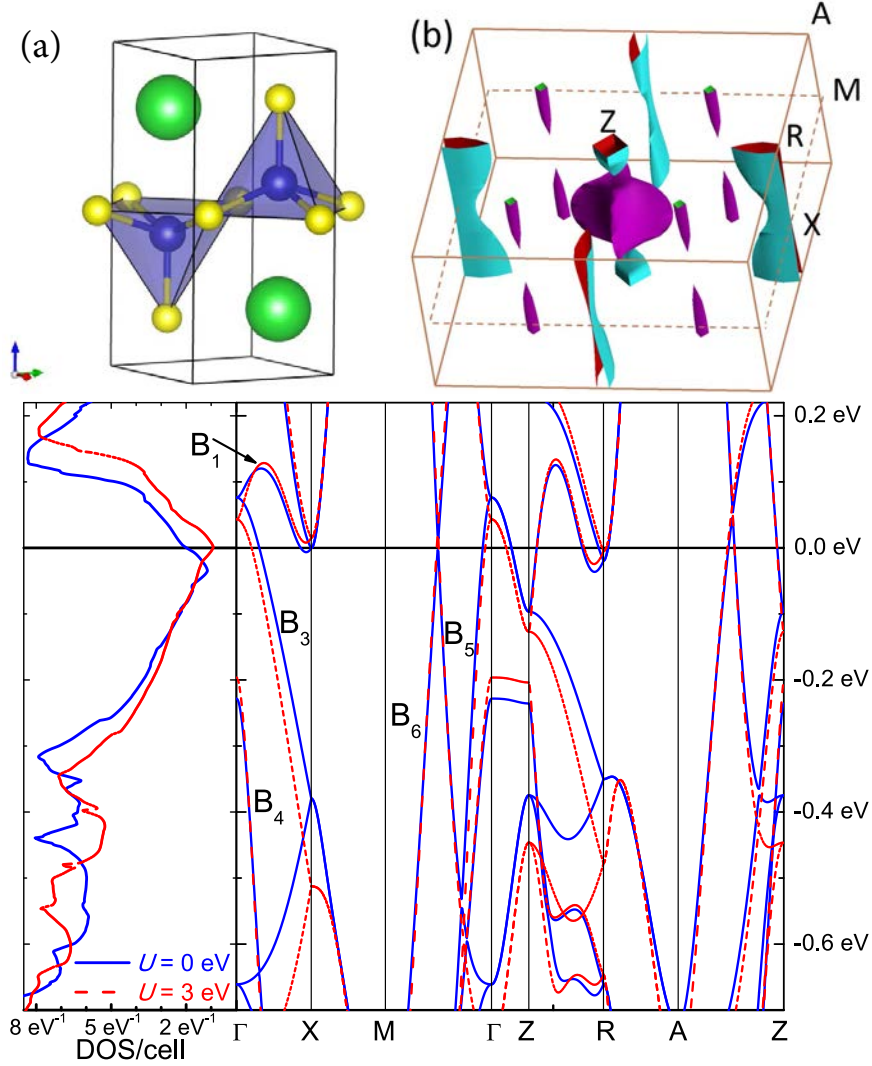 (a)
(b)
A
M
Z
R
X
B1
0.2 eV
0.0 eV
B3
B5
-0.2 eV
B6
B4
-0.4 eV
-0.6 eV
U = 0 eV
U = 3 eV
8 eV-1 5 eV-1 2 eV-1
Γ X M Γ Z R A Z
DOS/cell